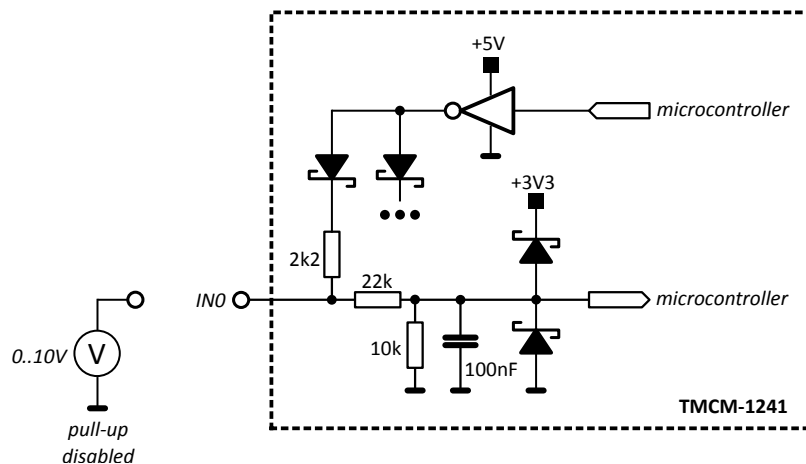 +5V
microcontroller
+3V3
2k2
22k
IN0
microcontroller
0..10V
V
10k
100nF
TMCM-1241
pull-up
disabled